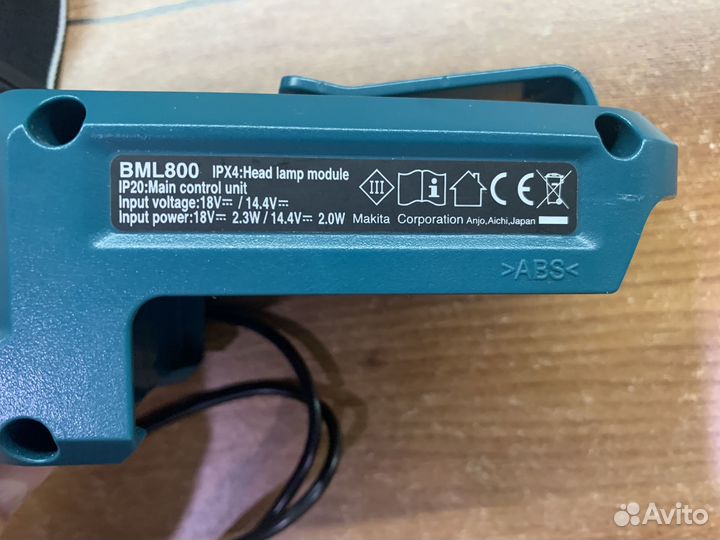 BML800 IPX4:Head lamp module
IP20:Main control unit
Input voltage:18V⎓ / 14.4V⎓
Input power:18V⎓ 2.3W / 14.4V⎓ 2.0W
III i CE
Makita Corporation Anjo,Aichi,Japan
>ABS<
Avito